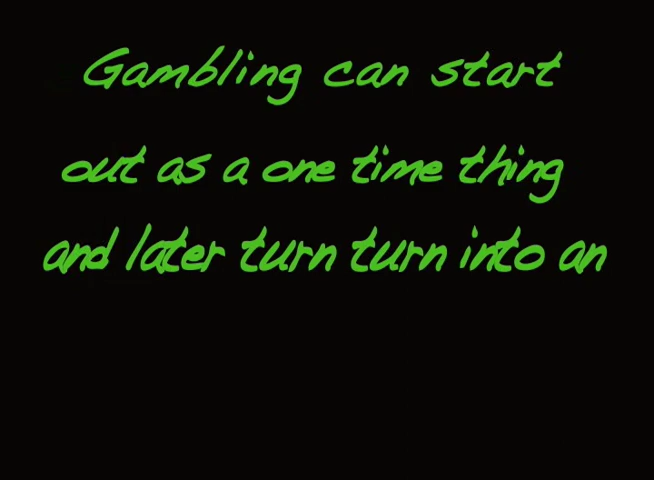 Gambling can start
out as a one time thing
and later turn turn into an